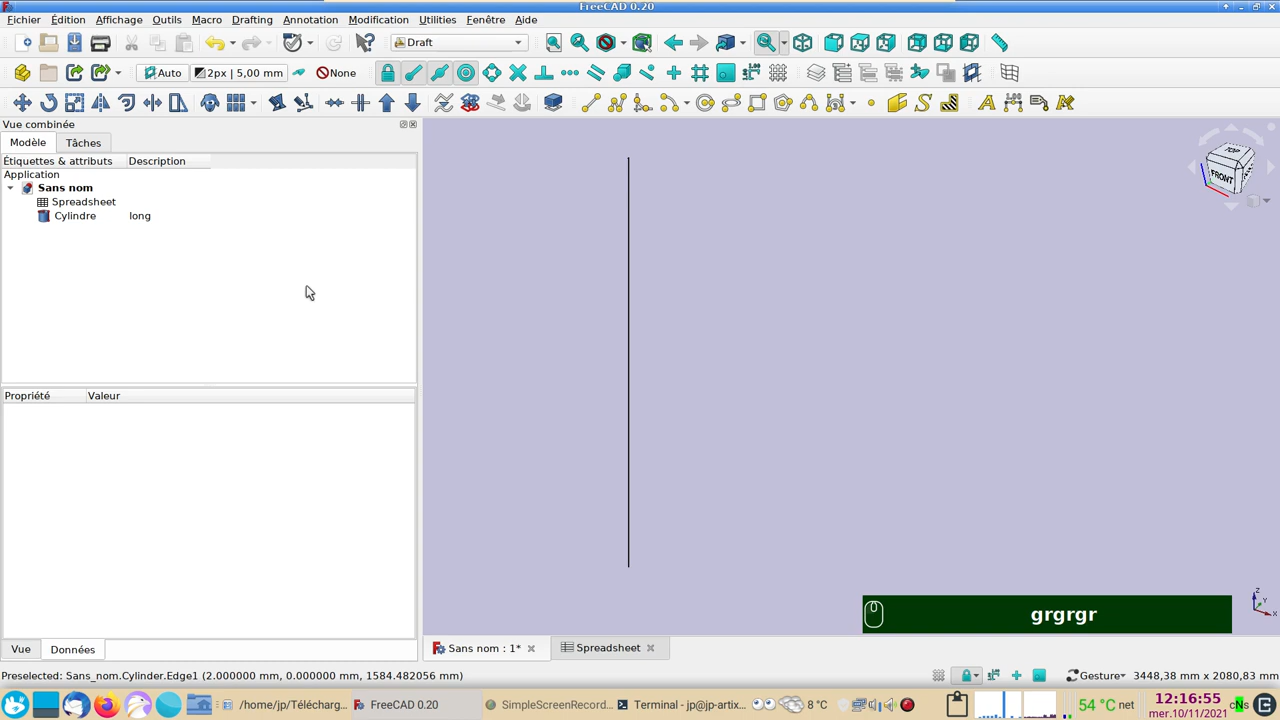 FreeCAD 0.20
Fichier Édition Affichage Outils Macro Drafting Annotation Modification Utilities Fenêtre Aide
Draft
Auto 2px | 5,00 mm None
Vue combinée
Modèle Tâches
Étiquettes & attributs Description
Application
Sans nom
Spreadsheet
Cylindre long
Propriété Valeur
TOP
FRONT
Z
Y
X
grgrgr
Vue Données
Sans nom : 1* Spreadsheet
Preselected: Sans_nom.Cylinder.Edge1 (2.000000 mm, 0.000000 mm, 1584.482056 mm) Gesture 3448,38 mm x 2080,83 mm
/home/jp/Télécharg... FreeCAD 0.20 SimpleScreenRecord... Terminal - jp@jp-artix... 8 °C 54 °C net 12:16:55 cNs
mer.10/11/2021